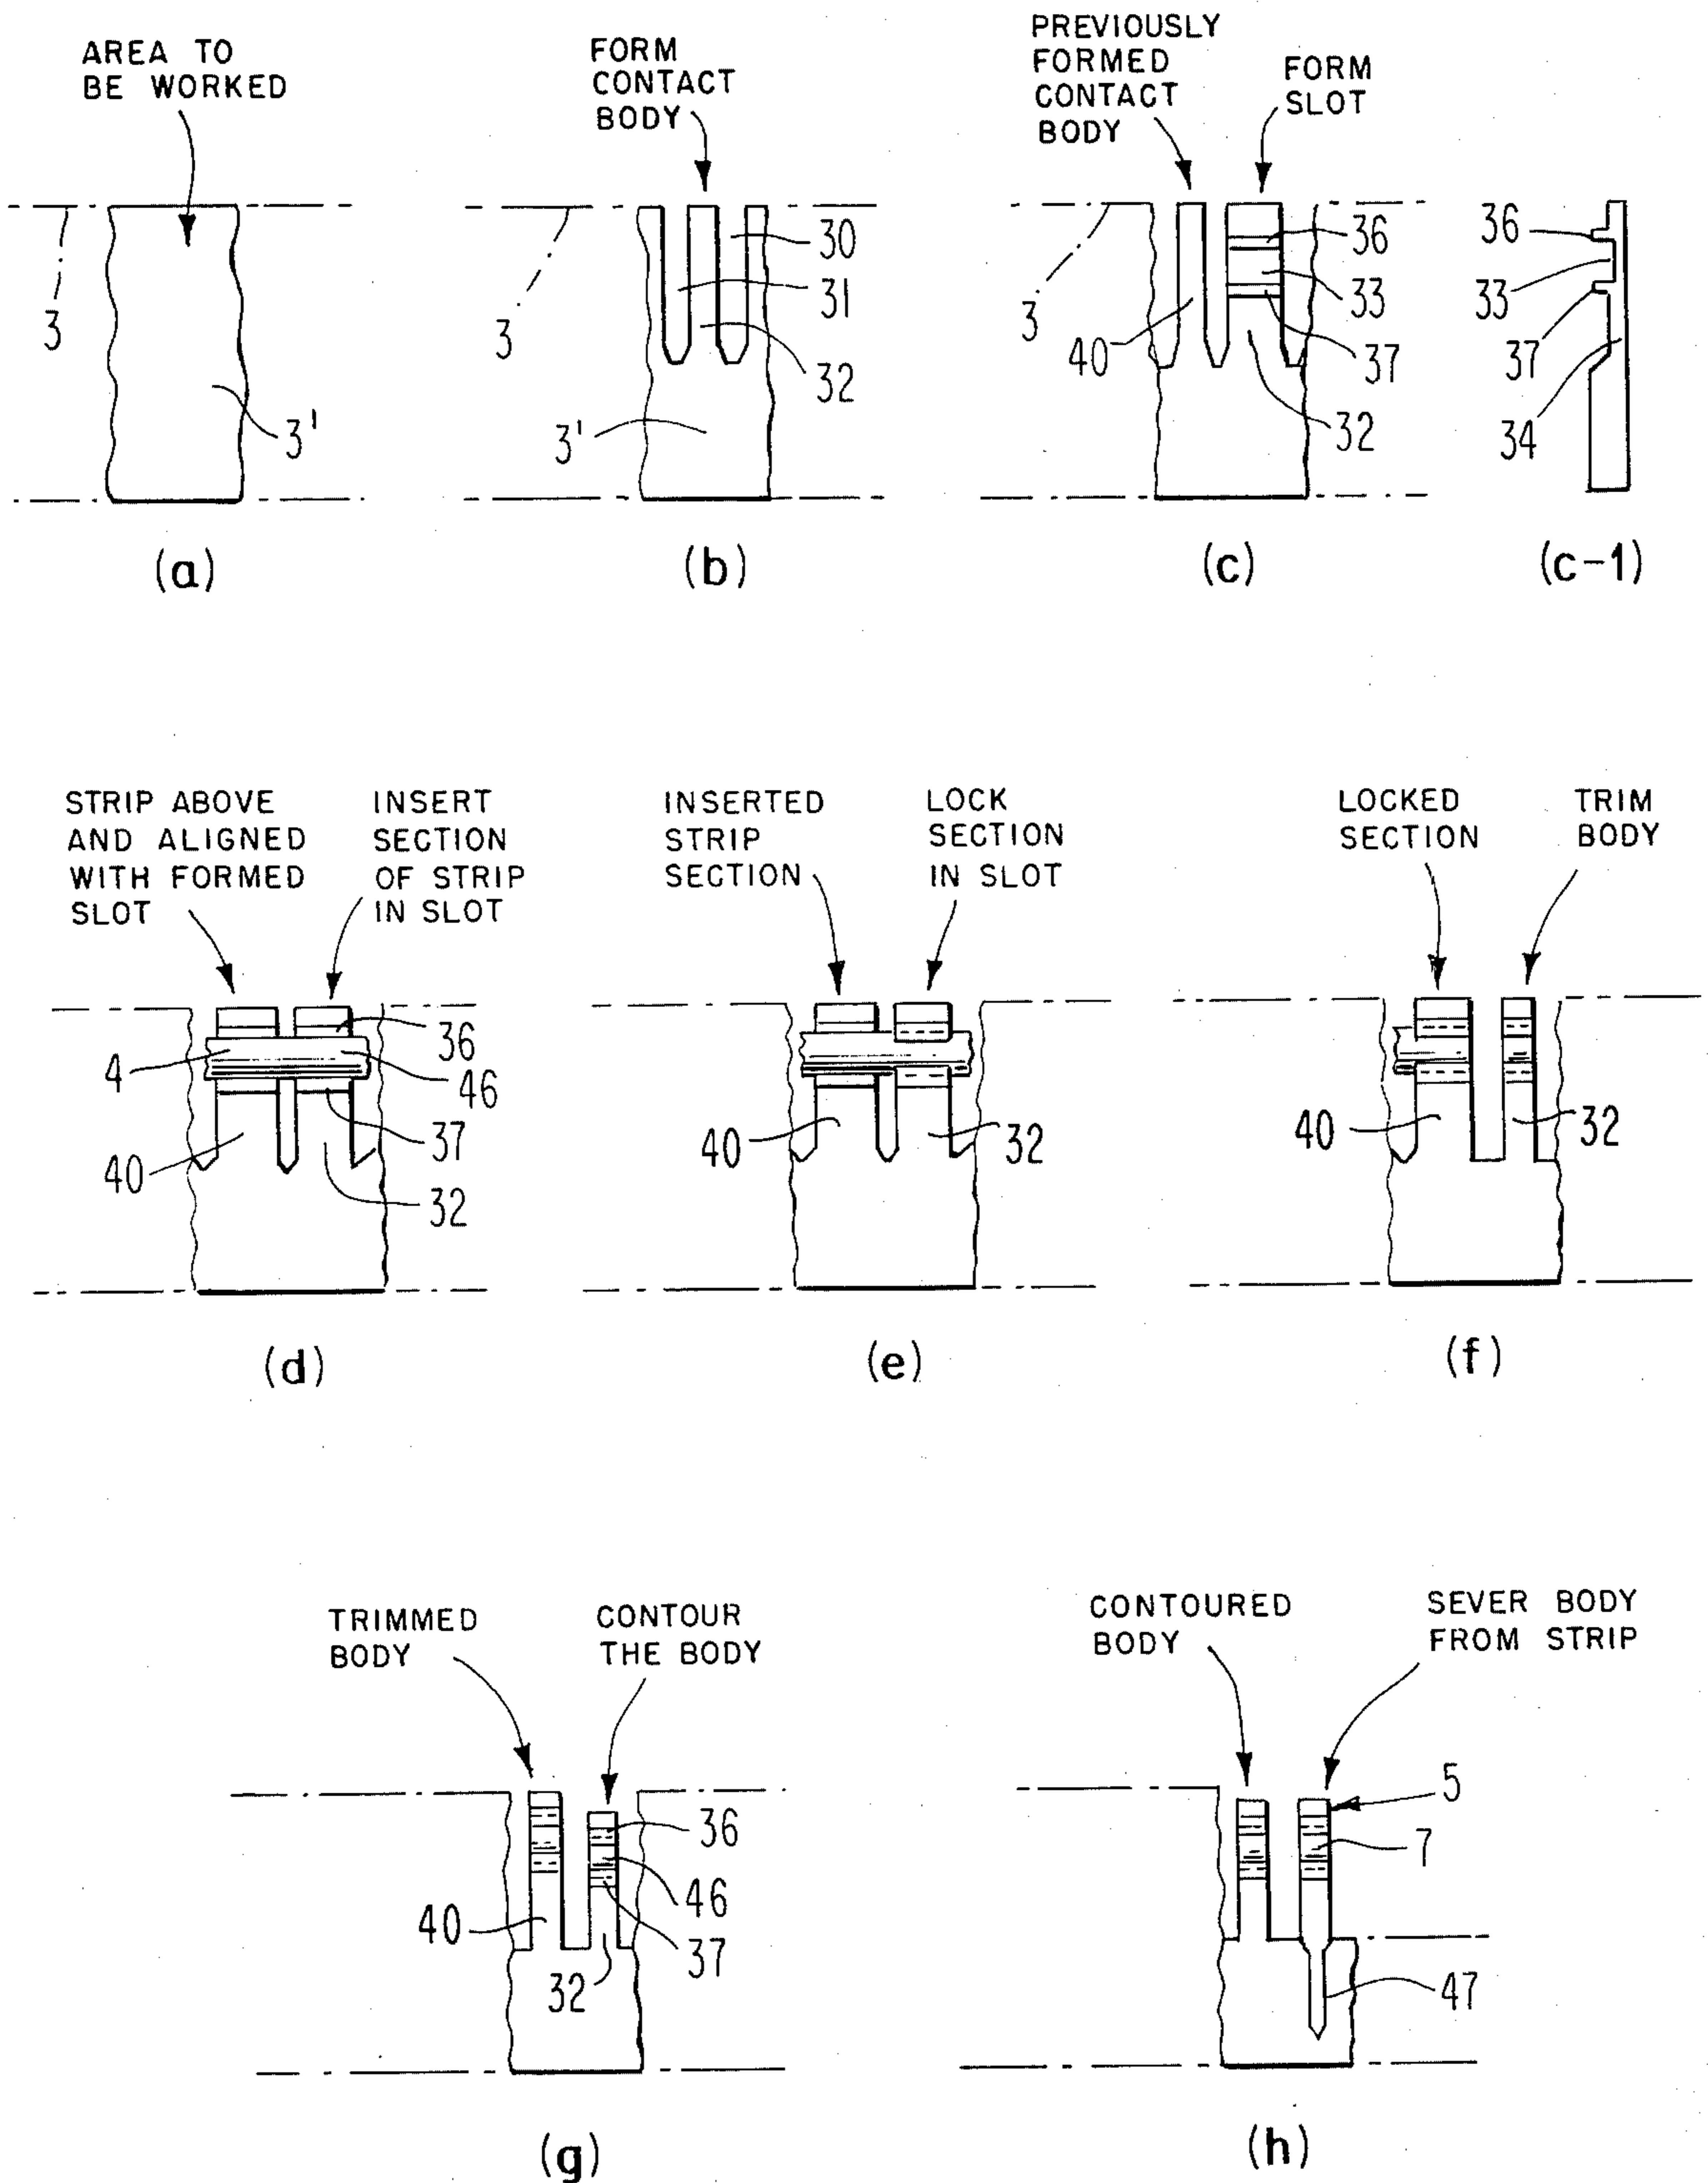 AREA TO
BE WORKED
3
3'
(a)
FORM
CONTACT
BODY
3
30
31
32
3'
(b)
PREVIOUSLY
FORMED
CONTACT
BODY
FORM
SLOT
3
40
36
33
37
32
(c)
36
33
37
34
(c-1)
STRIP ABOVE
AND ALIGNED
WITH FORMED
SLOT
INSERT
SECTION
OF STRIP
IN SLOT
4
36
46
37
40
32
(d)
INSERTED
STRIP
SECTION
LOCK
SECTION
IN SLOT
40
32
(e)
LOCKED
SECTION
TRIM
BODY
40
32
(f)
TRIMMED
BODY
CONTOUR
THE BODY
36
46
40
37
32
(g)
CONTOURED
BODY
SEVER BODY
FROM STRIP
5
7
47
(h)